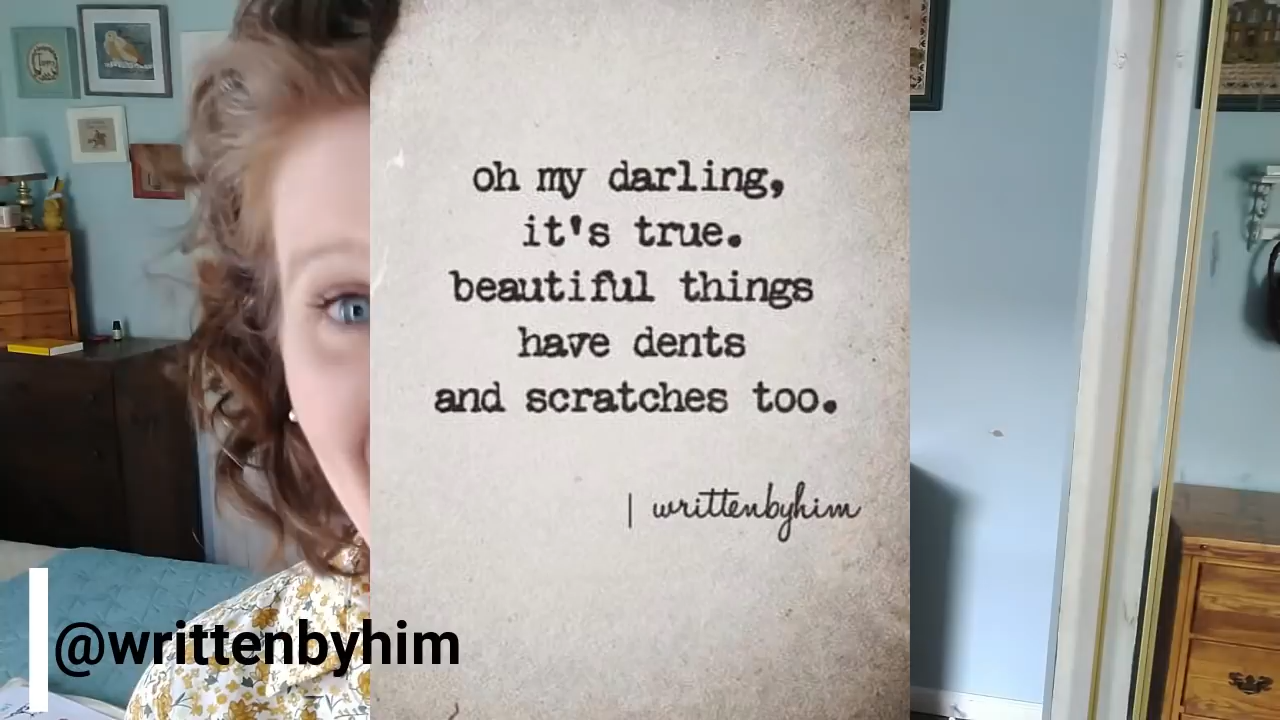 oh my darling,
it's true.
beautiful things
have dents
and scratches too.
| writtenbyhim
@writtenbyhim